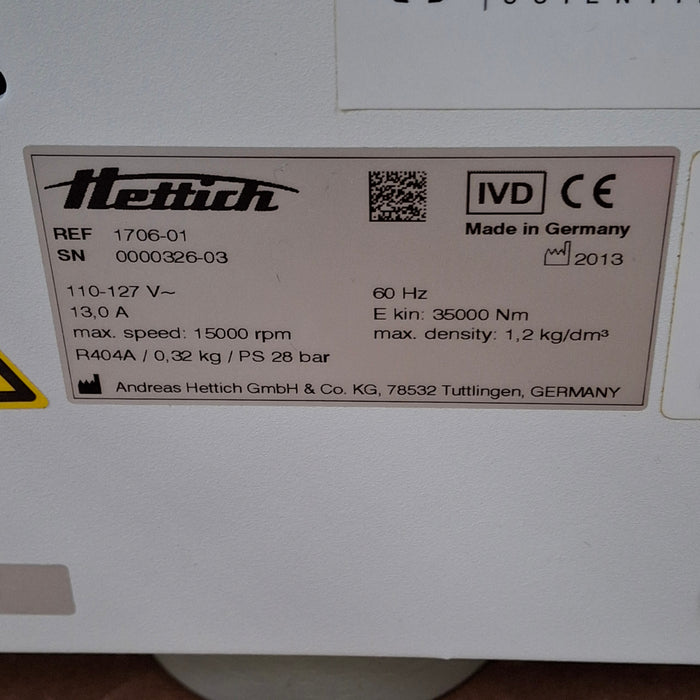 Hettich
IVD CE
Made in Germany
REF 1706-01
SN 0000326-03
2013
110-127 V~
60 Hz
13,0 A
E kin: 35000 Nm
max. speed: 15000 rpm
max. density: 1,2 kg/dm³
R404A / 0,32 kg / PS 28 bar
Andreas Hettich GmbH & Co. KG, 78532 Tuttlingen, GERMANY